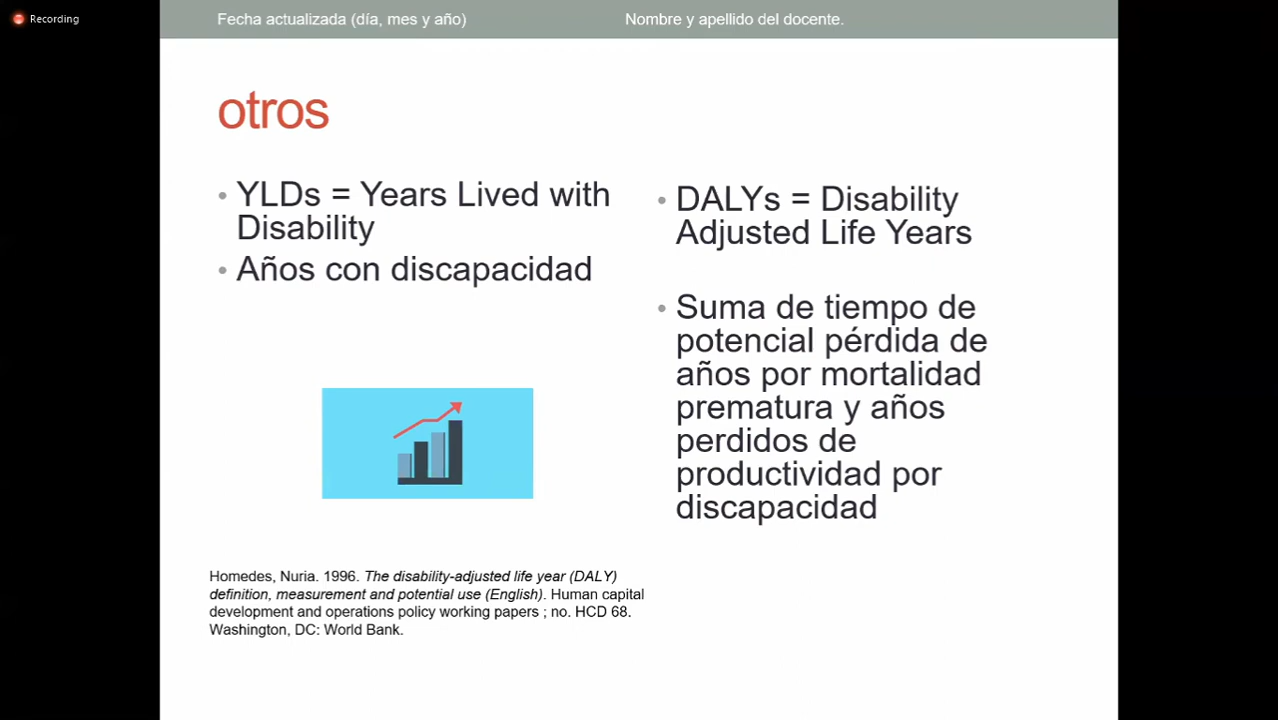 Recording
Fecha actualizada (día, mes y año)
Nombre y apellido del docente.
otros
• YLDs = Years Lived with
Disability
• Años con discapacidad
• DALYs = Disability
Adjusted Life Years
• Suma de tiempo de
potencial pérdida de
años por mortalidad
prematura y años
perdidos de
productividad por
discapacidad
Homedes, Nuria. 1996. The disability-adjusted life year (DALY)
definition, measurement and potential use (English). Human capital
development and operations policy working papers ; no. HCD 68.
Washington, DC: World Bank.